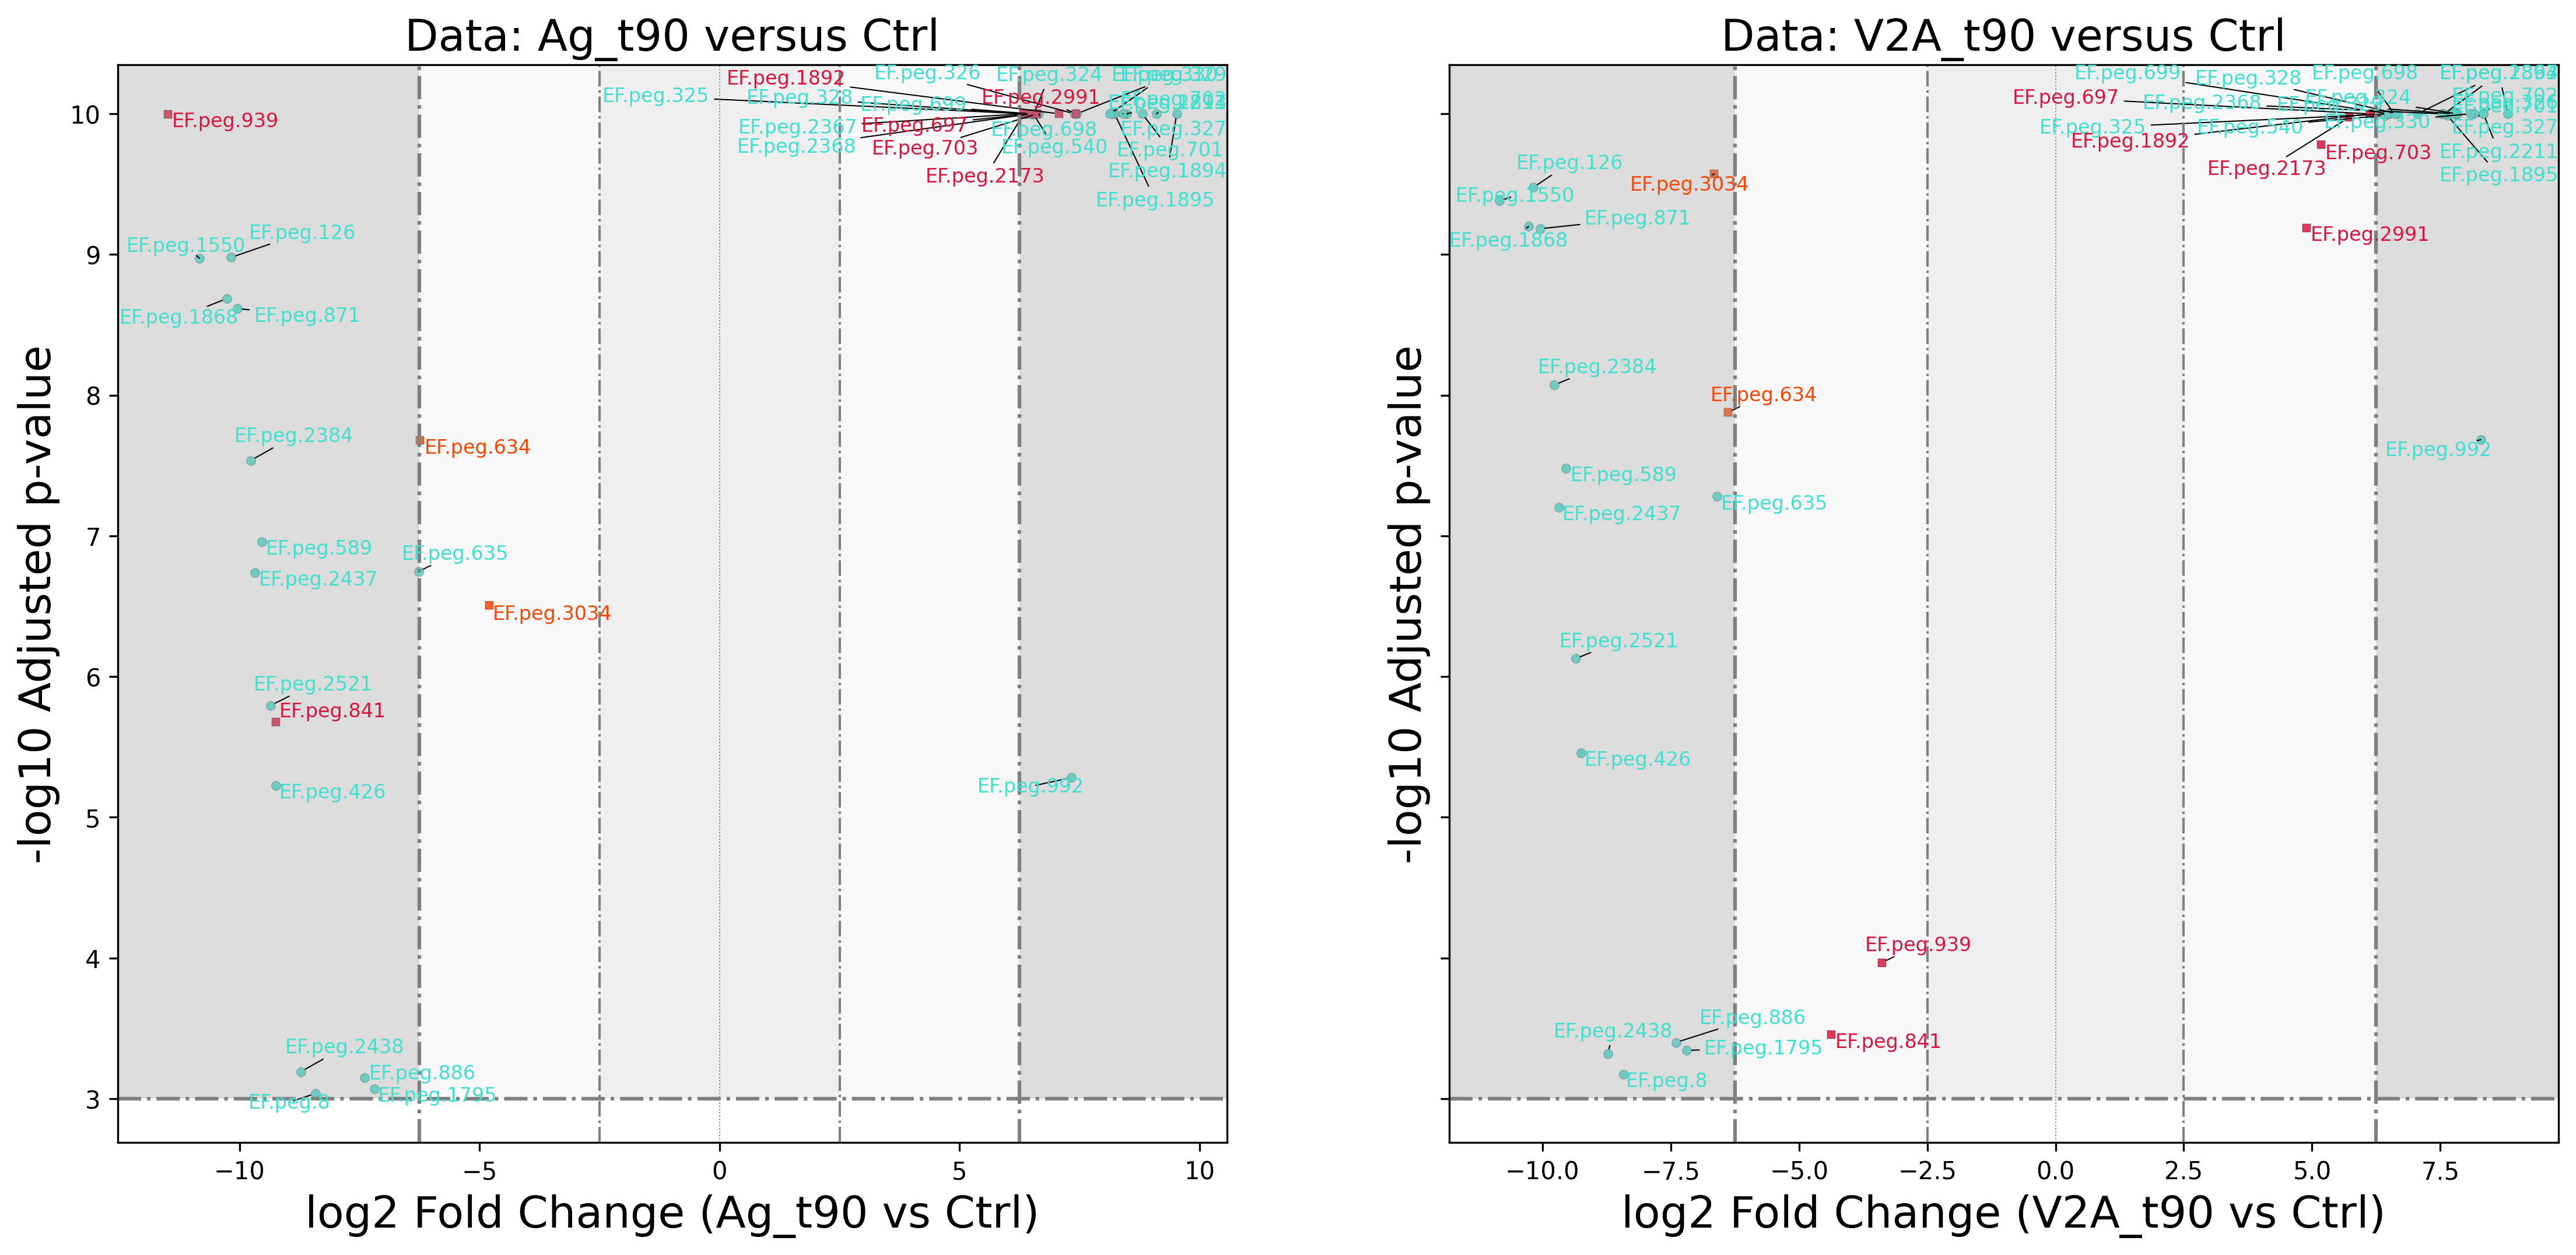 Data: Ag_t90 versus Ctrl
EF.peg.1892
EF.peg.326
EF.peg.324
EF.peg.325
EF.peg.328
EF.peg.699
EF.peg.2991
EF.peg.702
EF.peg.939
EF.peg.2367
EF.peg.697
EF.peg.698
EF.peg.327
EF.peg.2368
EF.peg.703
EF.peg.540
EF.peg.701
EF.peg.2173
EF.peg.1894
EF.peg.1895
EF.peg.1550
EF.peg.126
EF.peg.1868
EF.peg.871
EF.peg.2384
EF.peg.634
EF.peg.589
EF.peg.635
EF.peg.2437
EF.peg.3034
EF.peg.2521
EF.peg.841
EF.peg.426
EF.peg.992
EF.peg.2438
EF.peg.886
EF.peg.8
EF.peg.1795
10
9
8
7
6
5
4
3
-log10 Adjusted p-value
−10
−5
0
5
10
log2 Fold Change (Ag_t90 vs Ctrl)
Data: V2A_t90 versus Ctrl
EF.peg.699
EF.peg.328
EF.peg.698
EF.peg.697
EF.peg.2368
EF.peg.324
EF.peg.702
EF.peg.325
EF.peg.540
EF.peg.330
EF.peg.327
EF.peg.1892
EF.peg.703
EF.peg.2211
EF.peg.2173
EF.peg.1895
EF.peg.126
EF.peg.3034
EF.peg.1550
EF.peg.871
EF.peg.1868
EF.peg.2991
EF.peg.2384
EF.peg.634
EF.peg.992
EF.peg.589
EF.peg.635
EF.peg.2437
EF.peg.2521
EF.peg.426
EF.peg.939
EF.peg.2438
EF.peg.886
EF.peg.841
EF.peg.1795
EF.peg.8
-log10 Adjusted p-value
−10.0
−7.5
−5.0
−2.5
0.0
2.5
5.0
7.5
log2 Fold Change (V2A_t90 vs Ctrl)